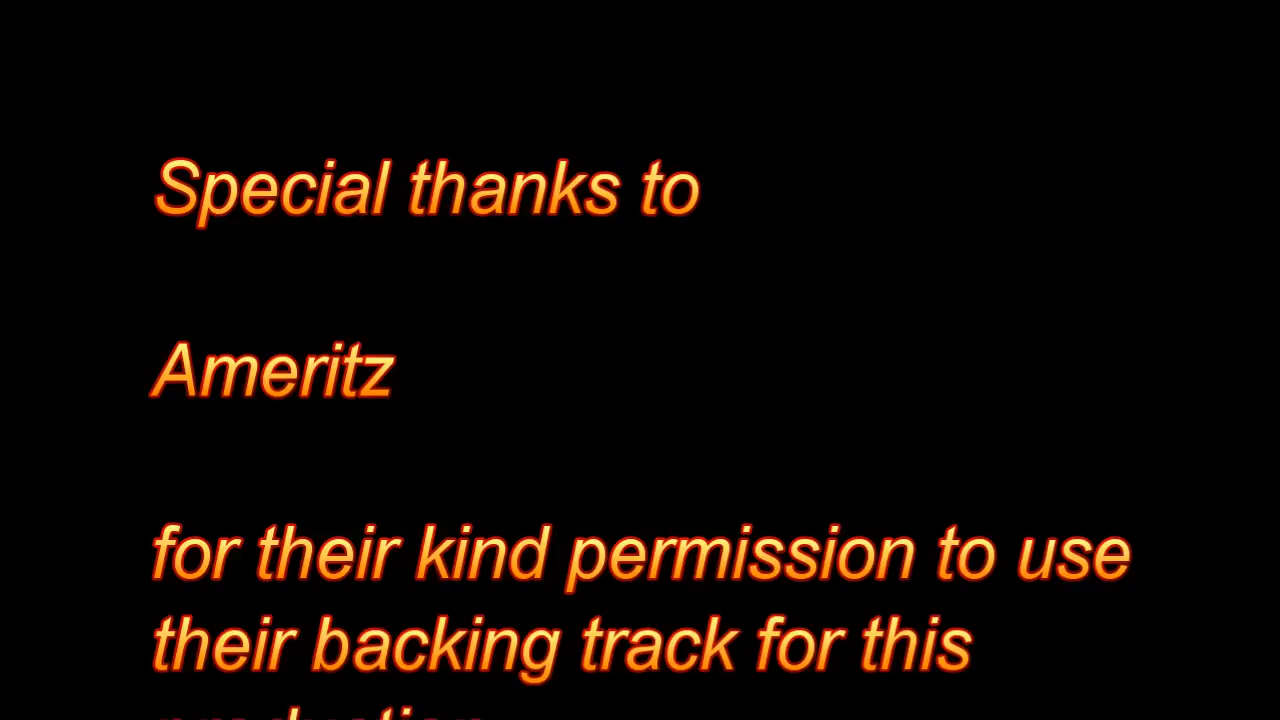 Special thanks to
Ameritz
for their kind permission to use
their backing track for this